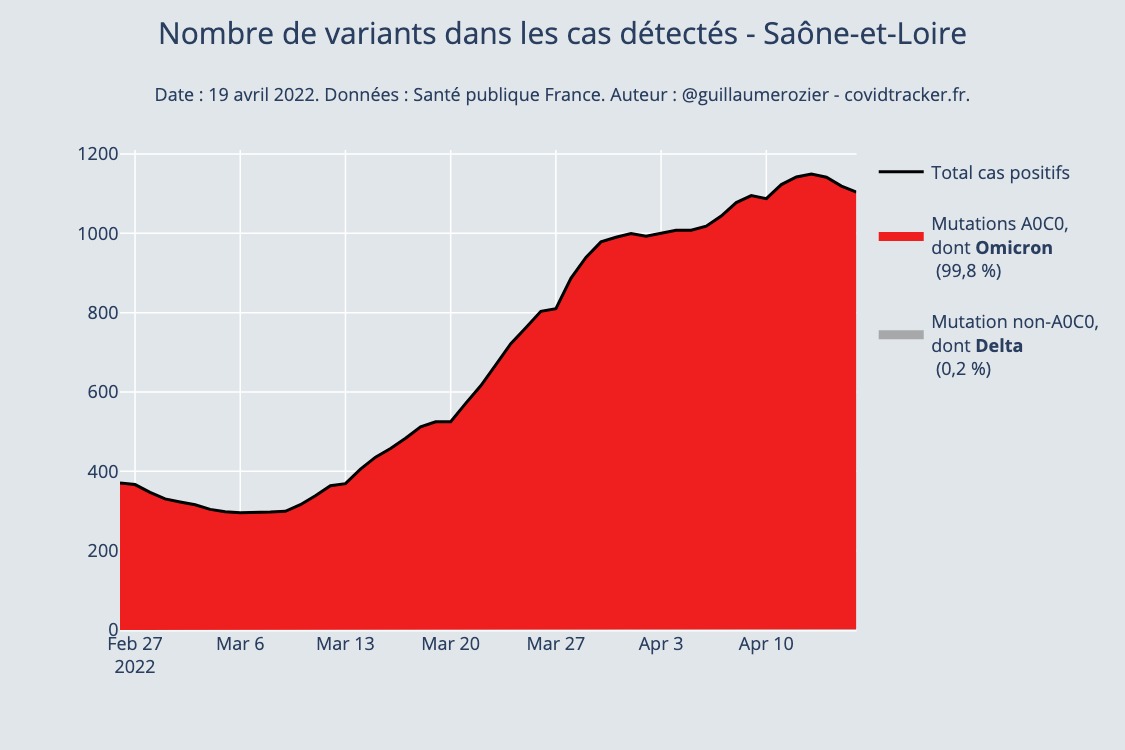 Nombre de variants dans les cas détectés - Saône-et-Loire
Date : 19 avril 2022. Données : Santé publique France. Auteur : @guillaumerozier - covidtracker.fr.
1200
1000
800
600
400
200
0
Feb 27
2022
Mar 6
Mar 13
Mar 20
Mar 27
Apr 3
Apr 10
Total cas positifs
Mutations A0C0,
dont Omicron
(99,8 %)
Mutation non-A0C0,
dont Delta
(0,2 %)